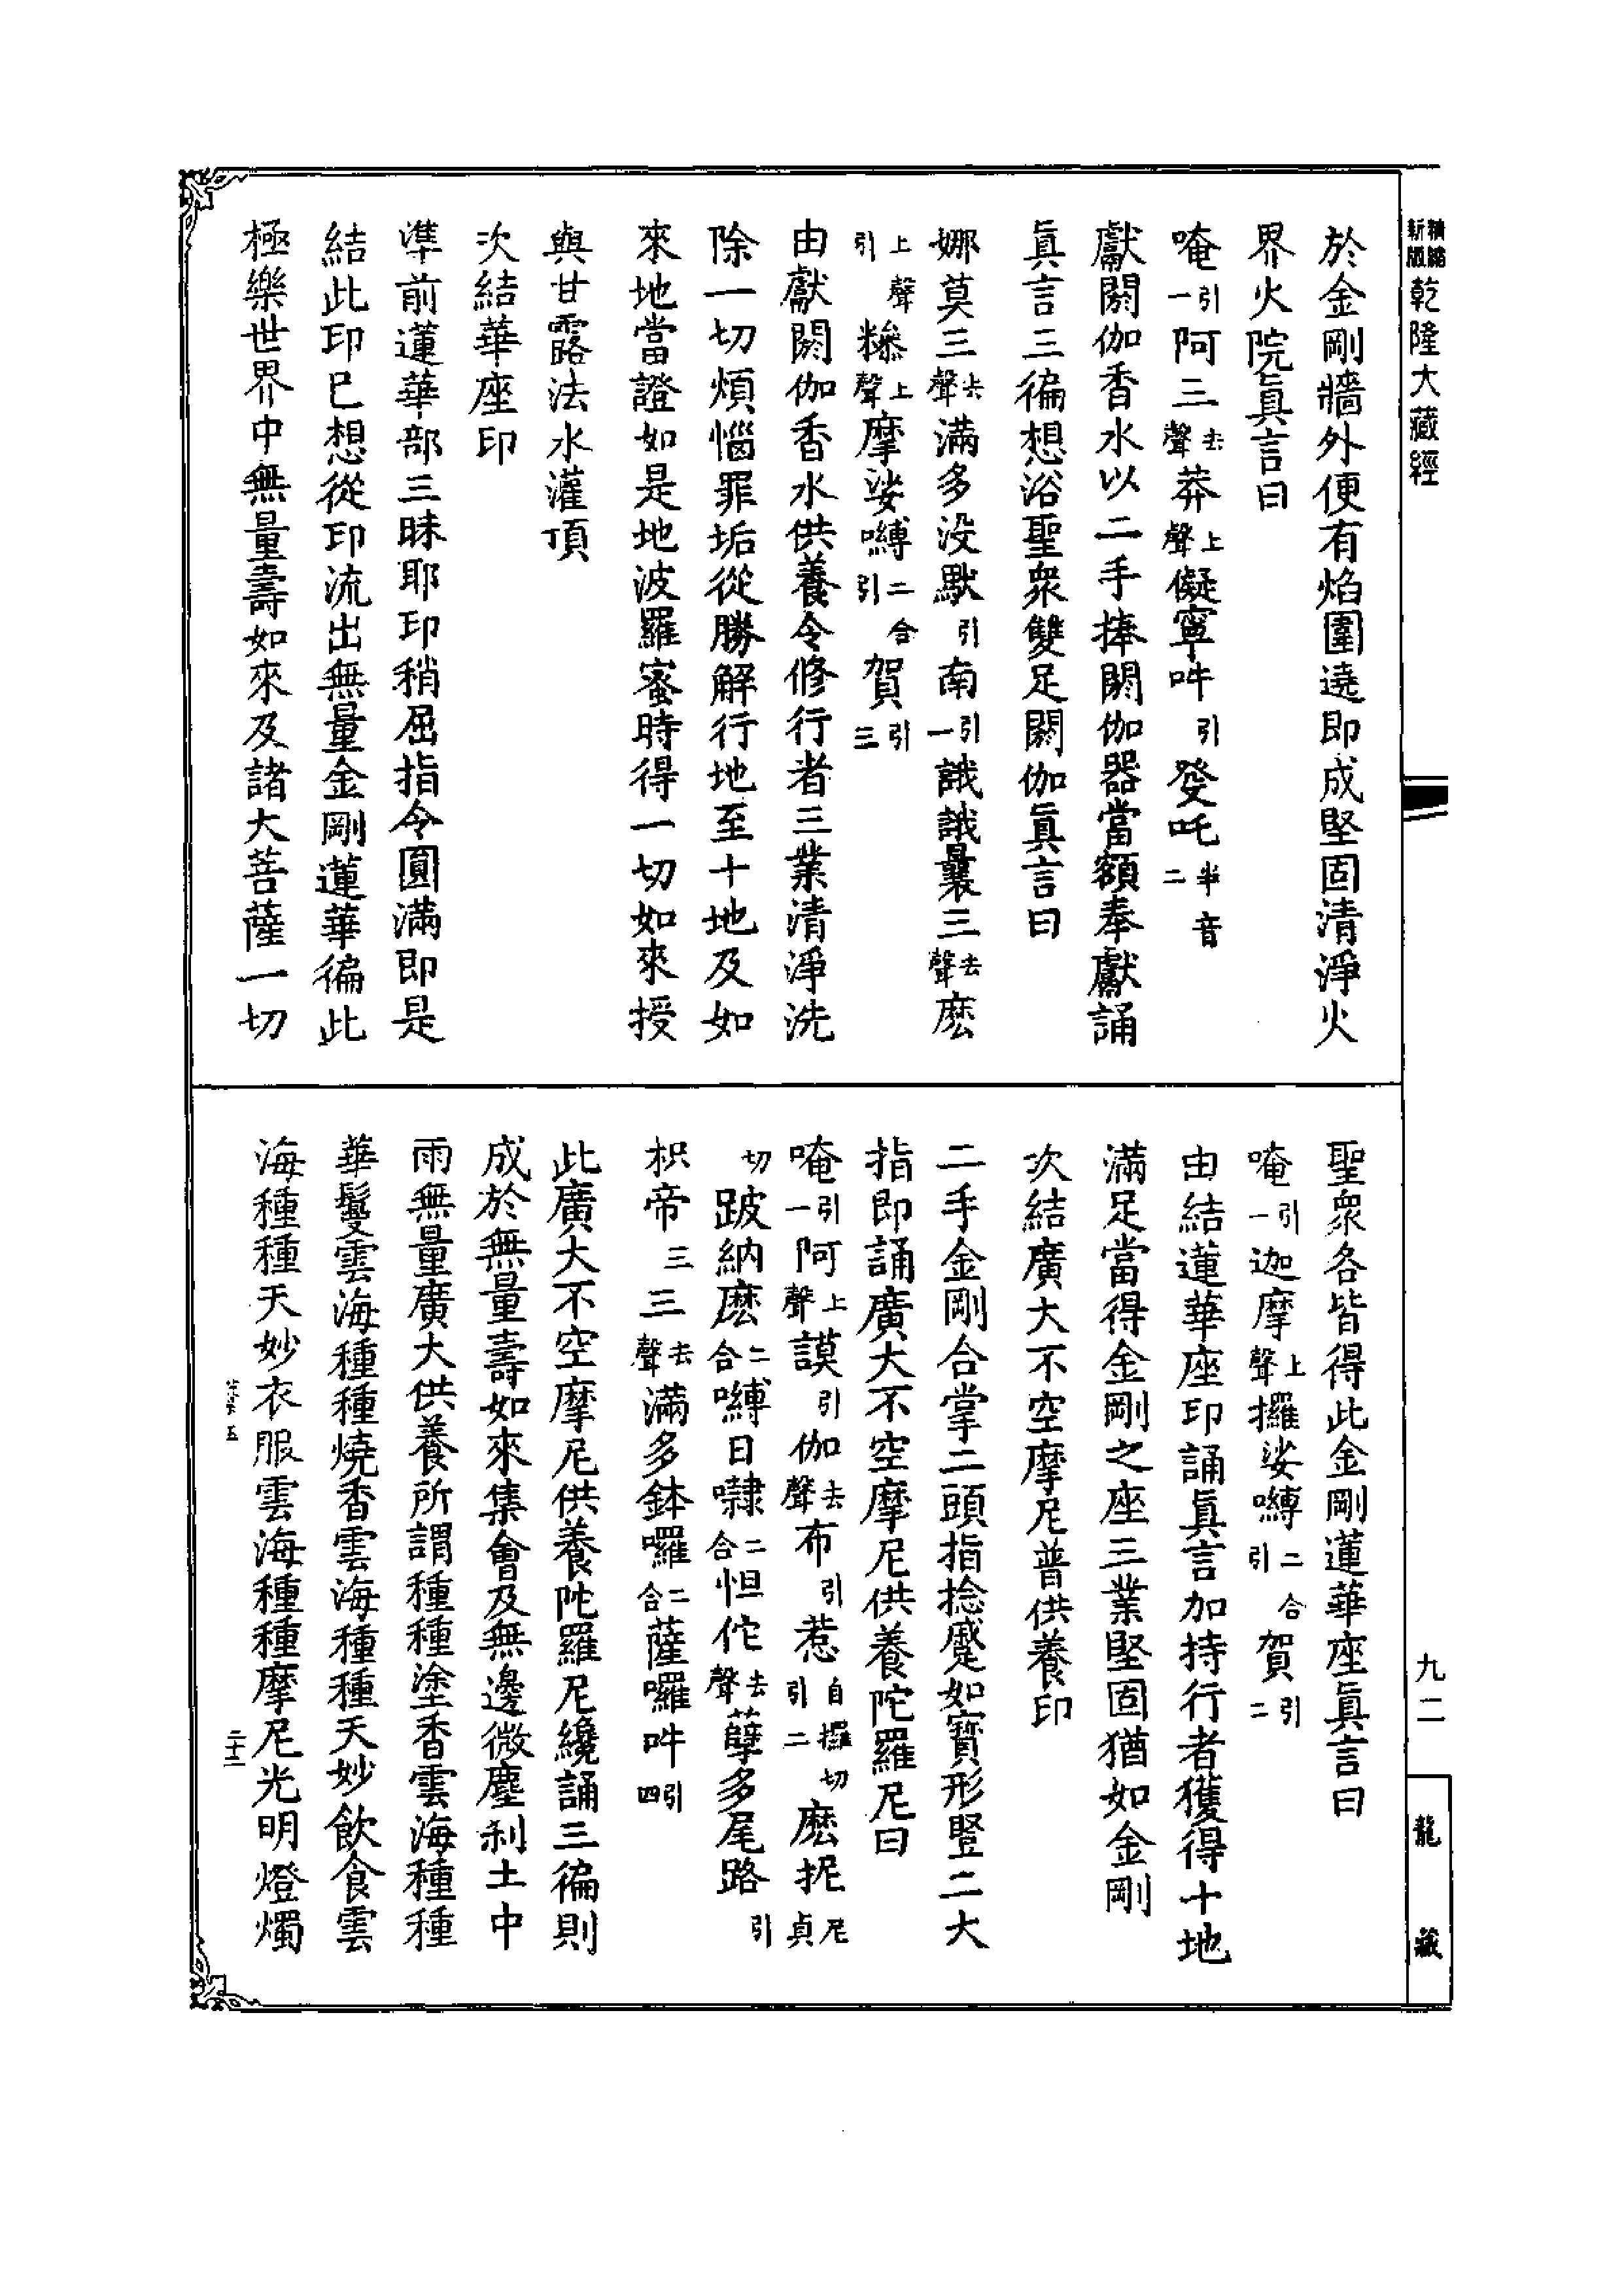 精縮新版乾隆大藏經
於金剛牆外便有焰圍遶即成堅固清淨火
界火院眞言曰
唵引一阿三去聲莽上聲儗寧吽引發吒半音二
獻閼伽香水以二手捧閼伽器當額奉獻誦
眞言三徧想浴聖衆雙足閼伽眞言曰
娜莫三去聲滿多没馱引南引一誐誐曩三去聲麽
上聲引糝上聲摩娑嚩二合引賀引三
由獻閼伽香水供養令修行者三業清淨洗
除一切煩惱罪垢從勝解行地至十地及如
來地當證如是地波羅蜜時得一切如來授
與甘露法水灌頂
次結華座印
準前蓮華部三昧耶印稍屈指令圓滿即是
結此印已想從印流出無量金剛蓮華徧此
極樂世界中無量壽如來及諸大菩薩一切
聖衆各皆得此金剛蓮華座眞言曰
唵引一迦摩上聲攞娑嚩二合引賀引二
由結蓮華座印誦眞言加持行者獲得十地
滿足當得金剛之座三業堅固猶如金剛
次結廣大不空摩尼普供養印
二手金剛合掌二頭指捻蹙如寶形豎二大
指即誦廣大不空摩尼供養陀羅尼曰
唵引一阿上聲謨引伽去聲布引惹自攞切引二麽抳尼貞
切跛納麽二合嚩日囉二合怛佗去聲孽多尾路引
枳帝三三去聲滿多鉢囉二合薩囉吽引四
此廣大不空摩尼供養陀羅尼纔誦三徧則
成於無量壽如來集會及無邊微塵刹土中
雨無量廣大供養所謂種種塗香雲海種種
華鬘雲海種種燒香雲海種種天妙飲食雲
海種種天妙衣服雲海種種摩尼光明燈燭
九二
龍藏